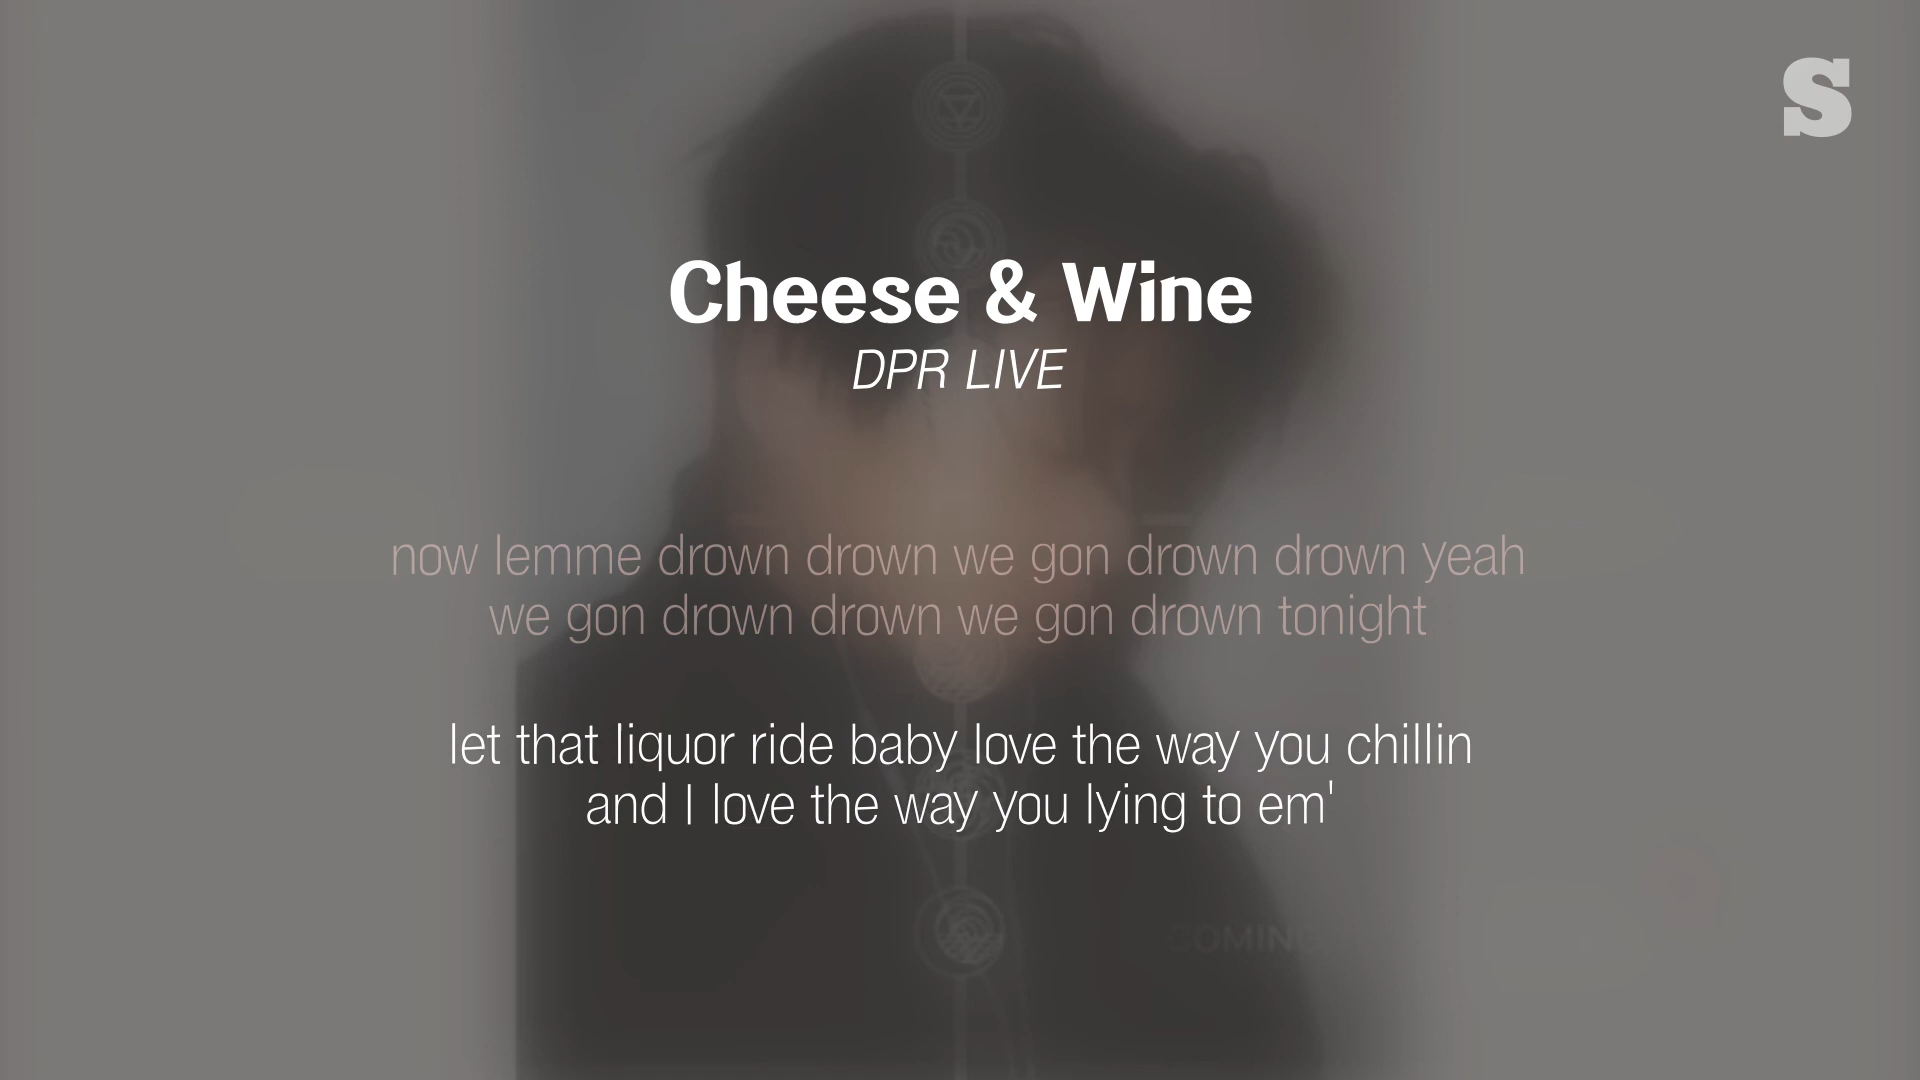 S
Cheese & Wine
DPR LIVE
now lemme drown drown we gon drown drown yeah
we gon drown drown we gon drown tonight
let that liquor ride baby love the way you chillin
and I love the way you lying to em'
COMING